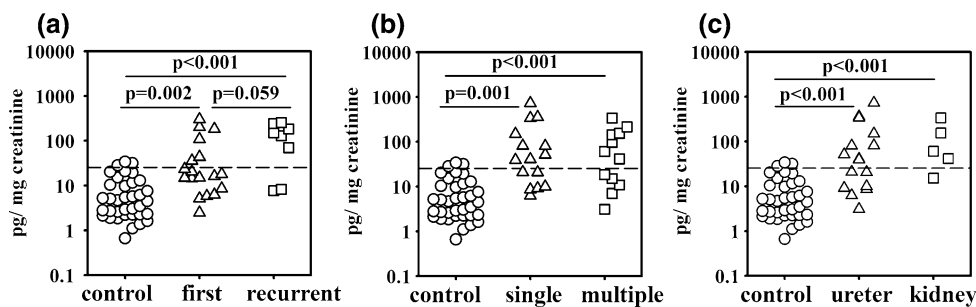 (a)
pg/ mg creatinine
10000
1000
100
10
1
0.1
p<0.001
p=0.002 p=0.059
control first recurrent
(b)
pg/ mg creatinine
10000
1000
100
10
1
0.1
p<0.001
p=0.001
control single multiple
(c)
pg/ mg creatinine
10000
1000
100
10
1
0.1
p<0.001
p<0.001
control ureter kidney